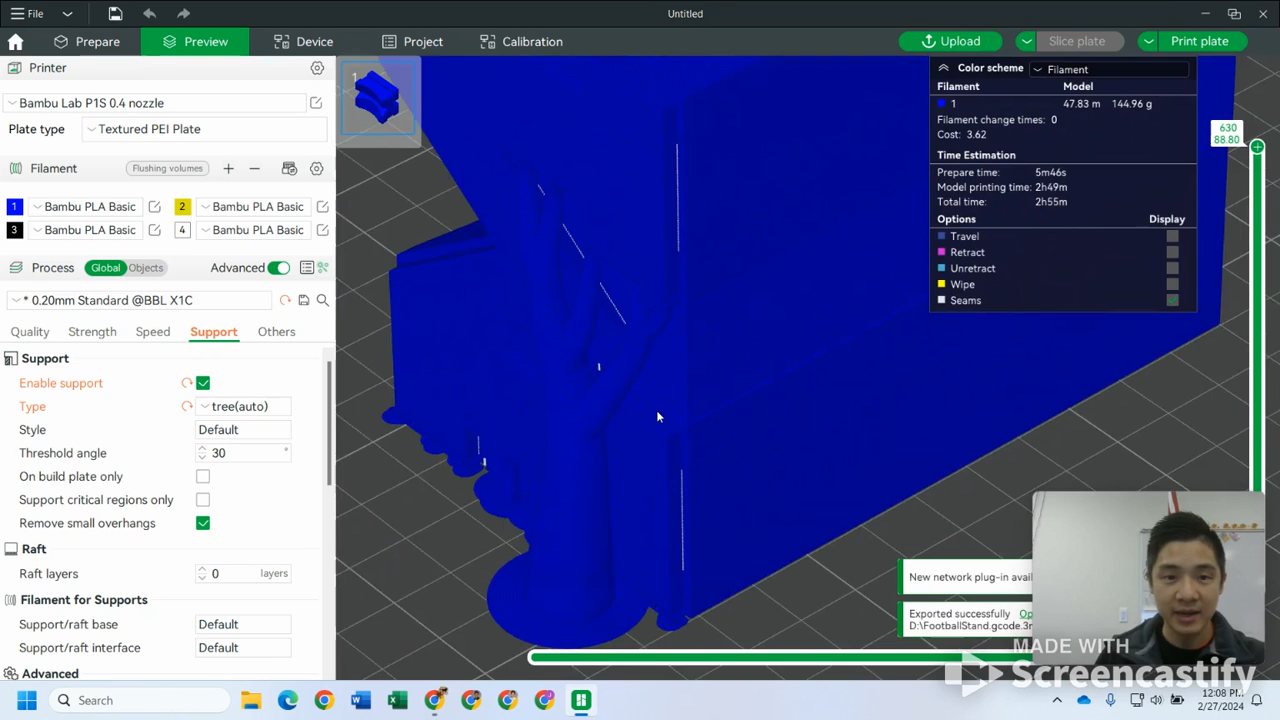 File
Untitled
Prepare
Preview
Device
Project
Calibration
Upload
Slice plate
Print plate
Printer
Bambu Lab P1S 0.4 nozzle
Plate type
Textured PEI Plate
Filament
Flushing volumes
1
Bambu PLA Basic
2
Bambu PLA Basic
3
Bambu PLA Basic
4
Bambu PLA Basic
Process
Global
Objects
Advanced
* 0.20mm Standard @BBL X1C
Quality
Strength
Speed
Support
Others
Support
Enable support
Type
tree(auto)
Style
Default
Threshold angle
30
°
On build plate only
Support critical regions only
Remove small overhangs
Raft
Raft layers
0
layers
Filament for Supports
Support/raft base
Default
Support/raft interface
Default
Advanced
1
Color scheme
Filament
Filament
Model
1
47.83 m
144.96 g
Filament change times: 0
Cost: 3.62
Time Estimation
Prepare time: 5m46s
Model printing time: 2h49m
Total time: 2h55m
Options
Display
Travel
Retract
Unretract
Wipe
Seams
630
88.80
New network plug-in avai
Exported successfully Op
D:\FootballStand.gcode.3r
MADE WITH
Screencastify
Search
12:08 PM
2/27/2024